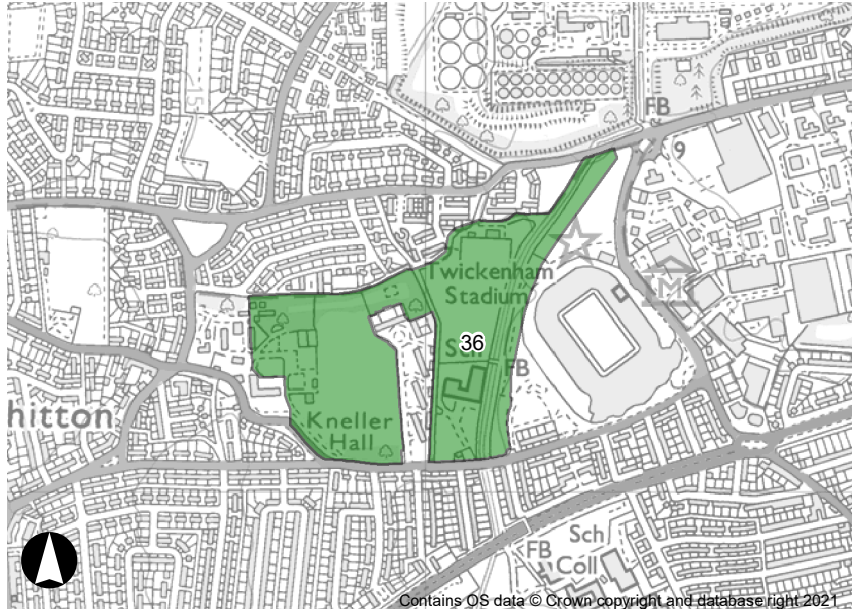 FB
9
Twickenham
Stadium
M
36
Sch
FB
hitton
Kneller
Hall
Sch
FB
Coll
Contains OS data © Crown copyright and database right 2021